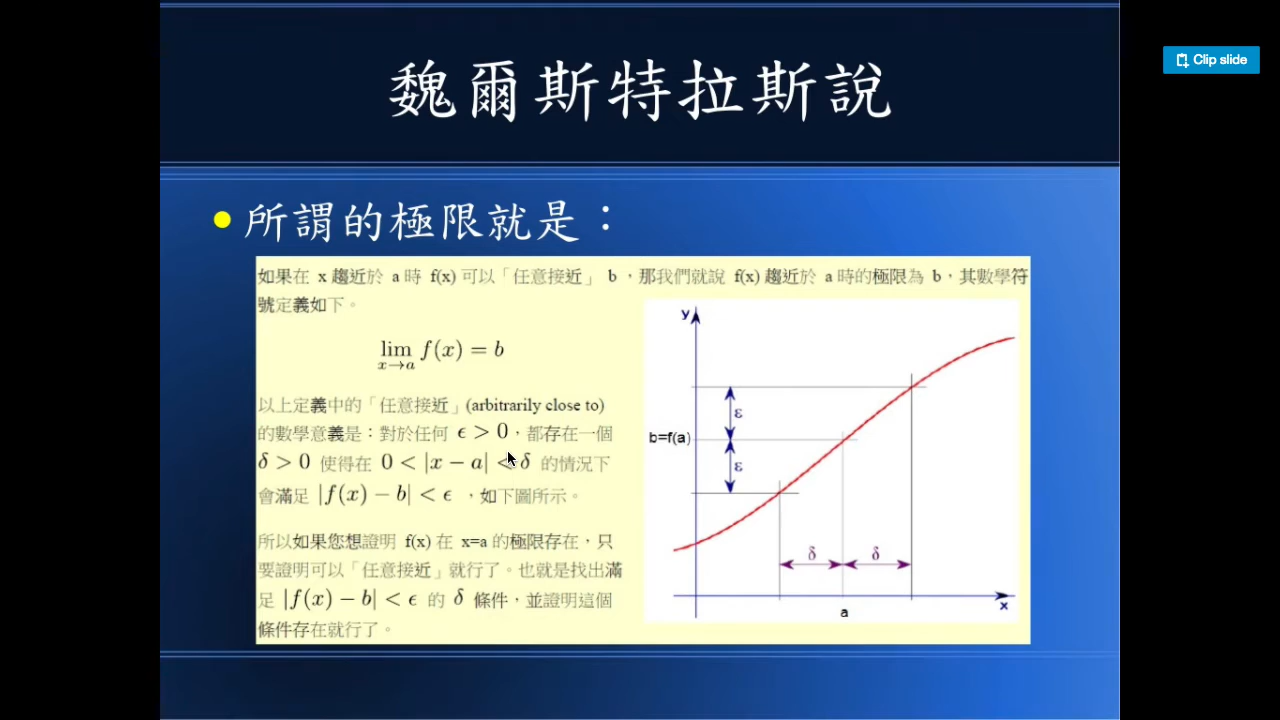 Clip slide
魏爾斯特拉斯說
所謂的極限就是：
如果在 x 趨近於 a 時 f(x) 可以「任意接近」 b ，那我們就說 f(x) 趨近於 a 時的極限為 b，其數學符
號定義如下。
lim f(x) = b
x→a
以上定義中的「任意接近」(arbitrarily close to)
的數學意義是：對於任何 ϵ > 0，都存在一個
δ > 0 使得在 0 < |x − a| < δ 的情況下
會滿足 |f(x) − b| < ϵ ，如下圖所示。
所以如果您想證明 f(x) 在 x=a 的極限存在，只
要證明可以「任意接近」就行了。也就是找出滿
足 |f(x) − b| < ϵ 的 δ 條件，並證明這個
條件存在就行了。
y
ε
b=f(a)
ε
δ δ
a
x